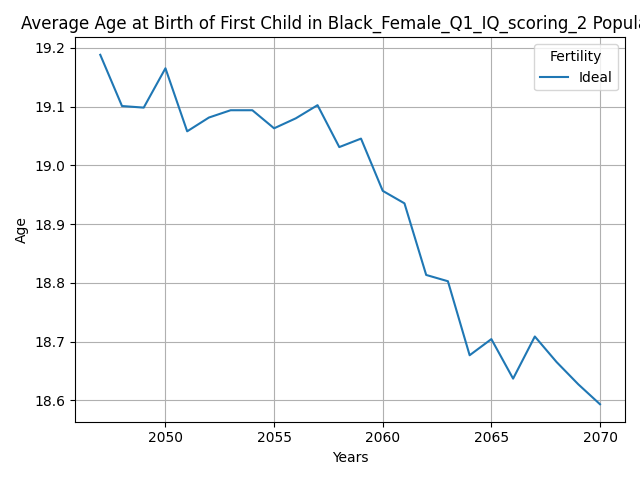 Average Age at Birth of First Child in Black_Female_Q1_IQ_scoring_2 Popula
19.2
19.1
19.0
18.9
18.8
18.7
18.6
Age
Fertility
Ideal
2050 2055 2060 2065 2070
Years